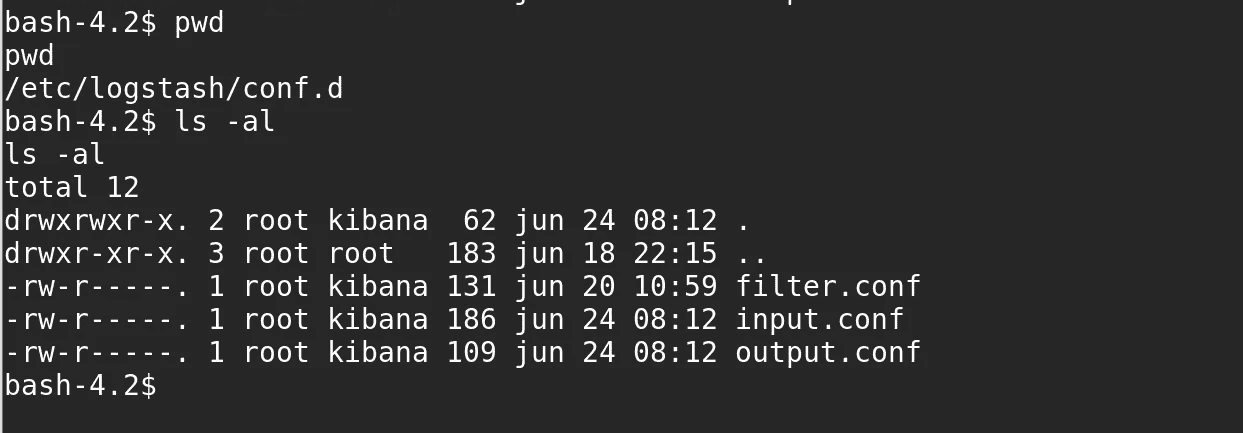 bash-4.2$ pwd
pwd
/etc/logstash/conf.d
bash-4.2$ ls -al
ls -al
total 12
drwxrwxr-x. 2 root kibana  62 jun 24 08:12 .
drwxr-xr-x. 3 root root   183 jun 18 22:15 ..
-rw-r-----. 1 root kibana 131 jun 20 10:59 filter.conf
-rw-r-----. 1 root kibana 186 jun 24 08:12 input.conf
-rw-r-----. 1 root kibana 109 jun 24 08:12 output.conf
bash-4.2$